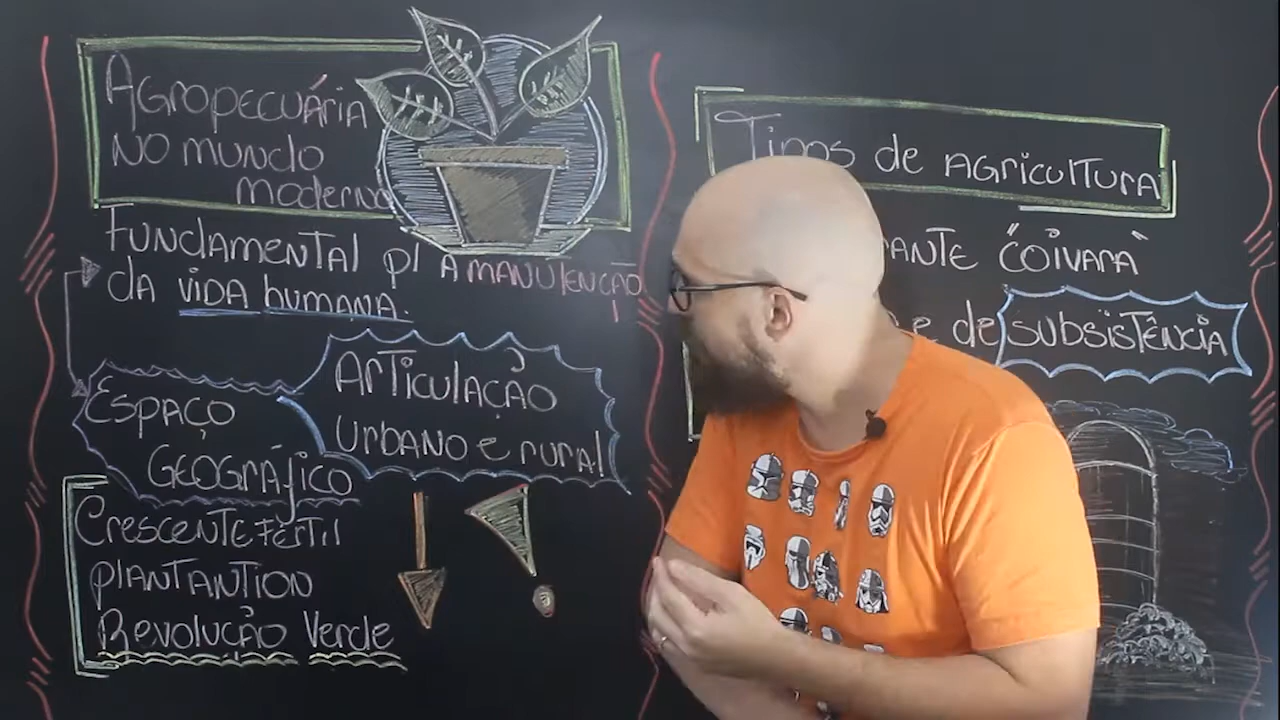 Agropecuária
no mundo
moderno
Fundamental p/ a manutenção
da vida humana.
Espaço
Geográfico
Articulação
urbano e rural
Crescente Fértil
plantantion
Revolução Verde
Tipos de agricultura
"coivara"
e de subsistência